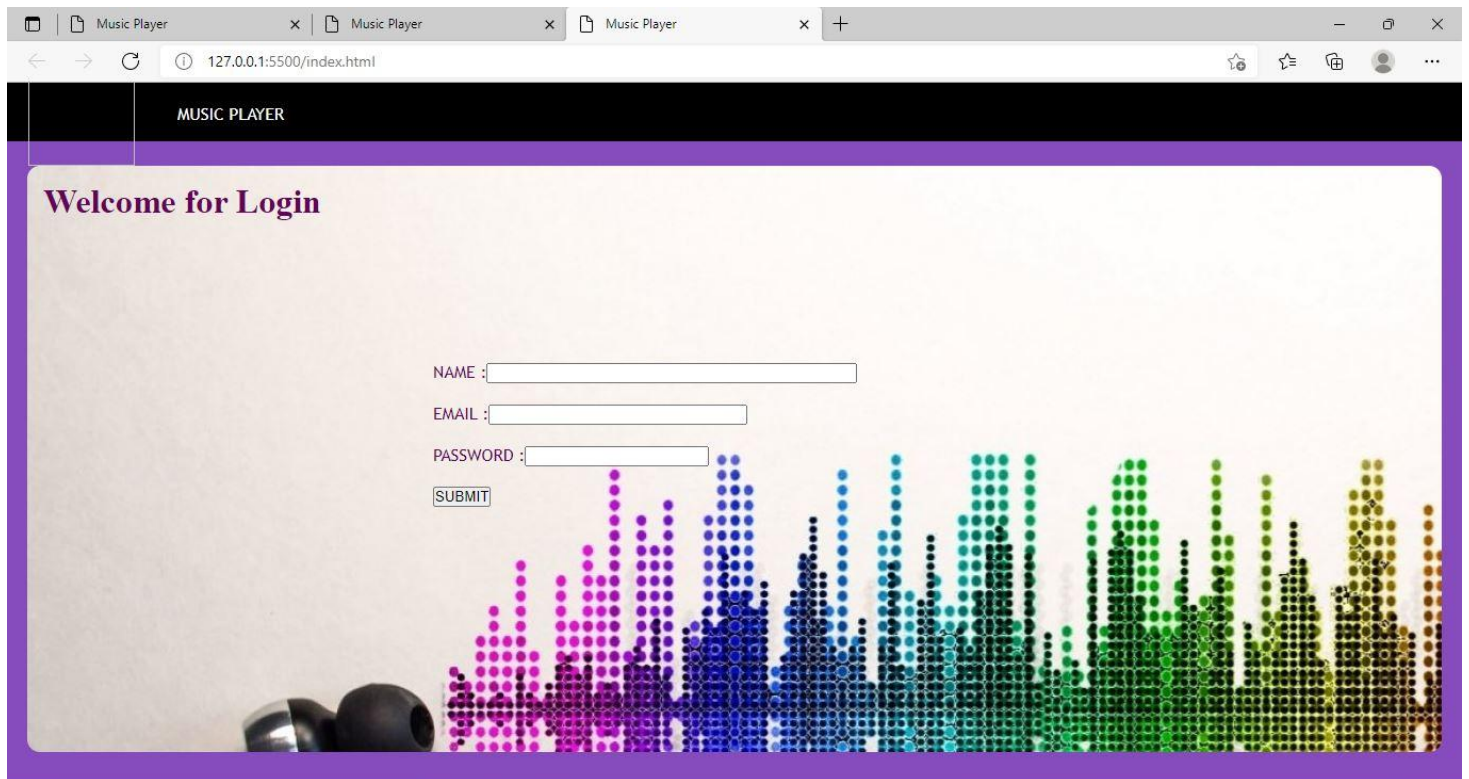 Music Player
Music Player
Music Player
127.0.0.1:5500/index.html
MUSIC PLAYER
Welcome for Login
NAME :
EMAIL :
PASSWORD :
SUBMIT